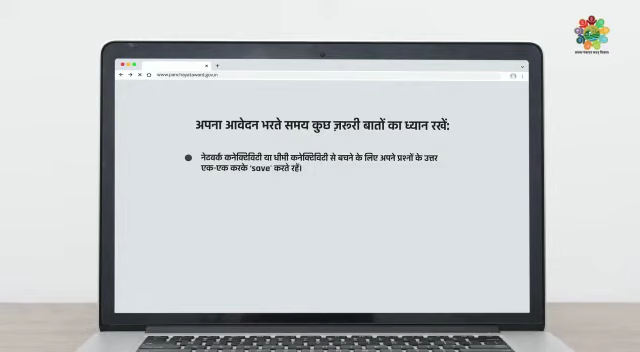 www.panchayataward.gov.in
अपना आवेदन भरते समय कुछ ज़रूरी बातों का ध्यान रखें:
नेटवर्क कनेक्टिविटी या धीमी कनेक्टिविटी से बचने के लिए अपने प्रश्नों के उत्तर
एक-एक करके 'save' करते रहें।